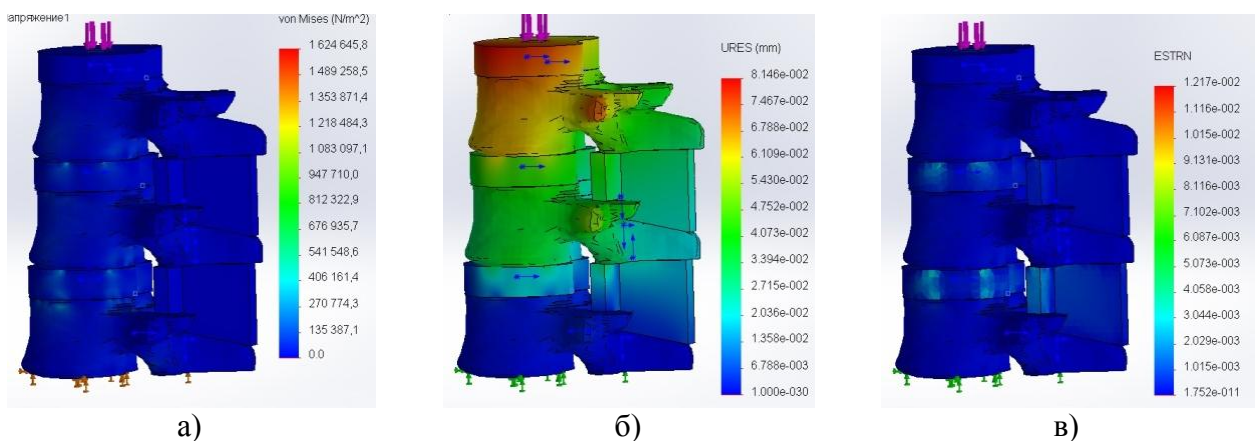 апряжение1
von Mises (N/m^2)
1 624 645,8
1 489 258,5
1 353 871,4
1 218 484,3
1 083 097,1
947 710,0
812 322,9
676 935,7
541 548,6
406 161,4
270 774,3
135 387,1
0.0
а)
URES (mm)
8.146e-002
7.467e-002
6.788e-002
6.109e-002
5.430e-002
4.752e-002
4.073e-002
3.394e-002
2.715e-002
2.036e-002
1.358e-002
6.788e-003
1.000e-030
б)
ESTRN
1.217e-002
1.116e-002
1.015e-002
9.131e-003
8.116e-003
7.102e-003
6.087e-003
5.073e-003
4.058e-003
3.044e-003
2.029e-003
1.015e-003
1.752e-011
в)